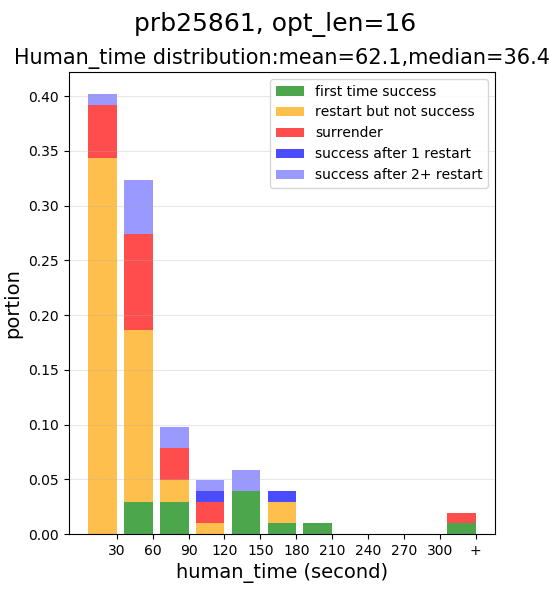 prb25861, opt_len=16
Human_time distribution:mean=62.1,median=36.4
first time success
restart but not success
surrender
success after 1 restart
success after 2+ restart
0.40
0.35
0.30
0.25
0.20
0.15
0.10
0.05
0.00
portion
30 60 90 120 150 180 210 240 270 300 +
human_time (second)